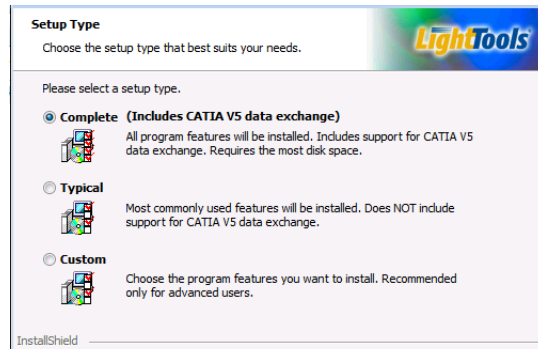 Setup Type
Choose the setup type that best suits your needs.
LightTools
Please select a setup type.
Complete (Includes CATIA V5 data exchange)
All program features will be installed. Includes support for CATIA V5
data exchange. Requires the most disk space.
Typical
Most commonly used features will be installed. Does NOT include
support for CATIA V5 data exchange.
Custom
Choose the program features you want to install. Recommended
only for advanced users.
InstallShield